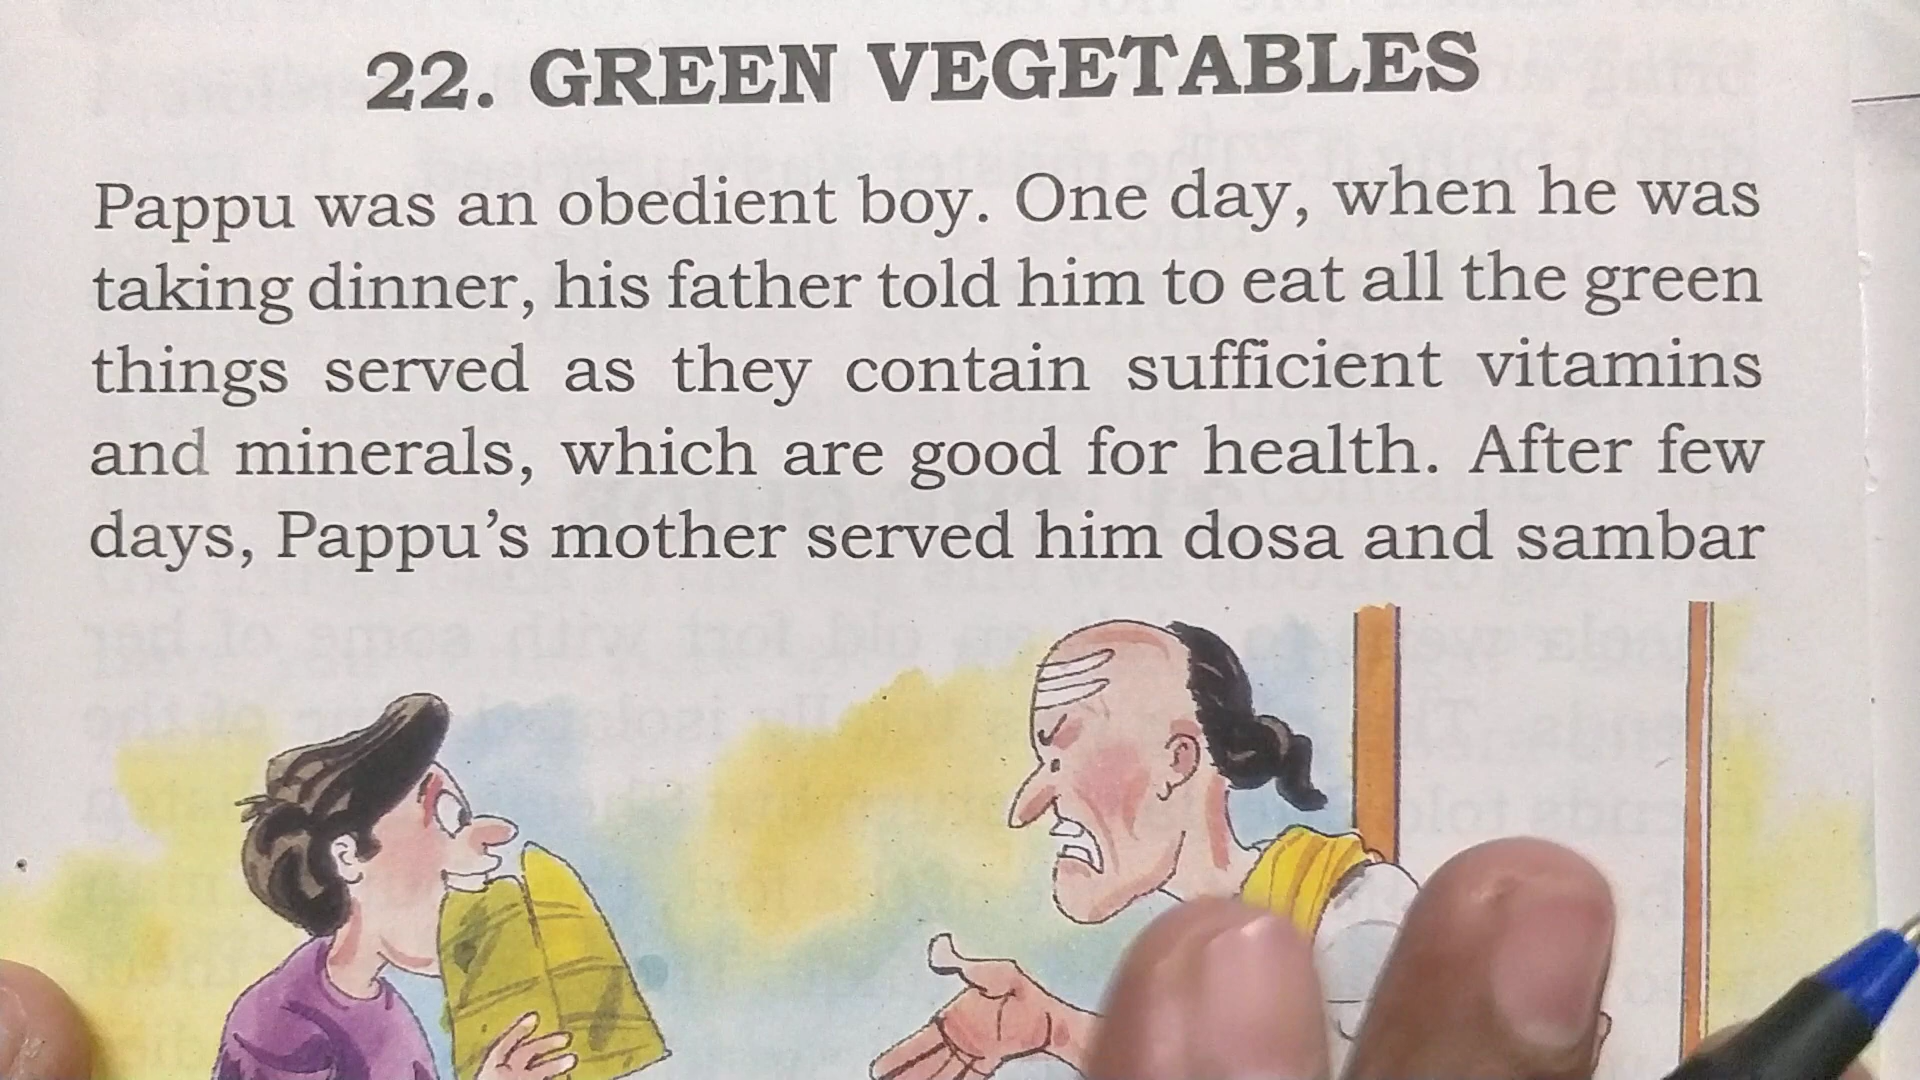 22. GREEN VEGETABLES
Pappu was an obedient boy. One day, when he was
taking dinner, his father told him to eat all the green
things served as they contain sufficient vitamins
and minerals, which are good for health. After few
days, Pappu's mother served him dosa and sambar